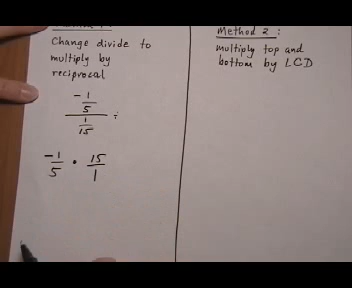 Change divide to
multiply by
reciprocal
-1/5
1/15 :
-1/5 • 15/1
Method 2 :
multiply top and
bottom by LCD